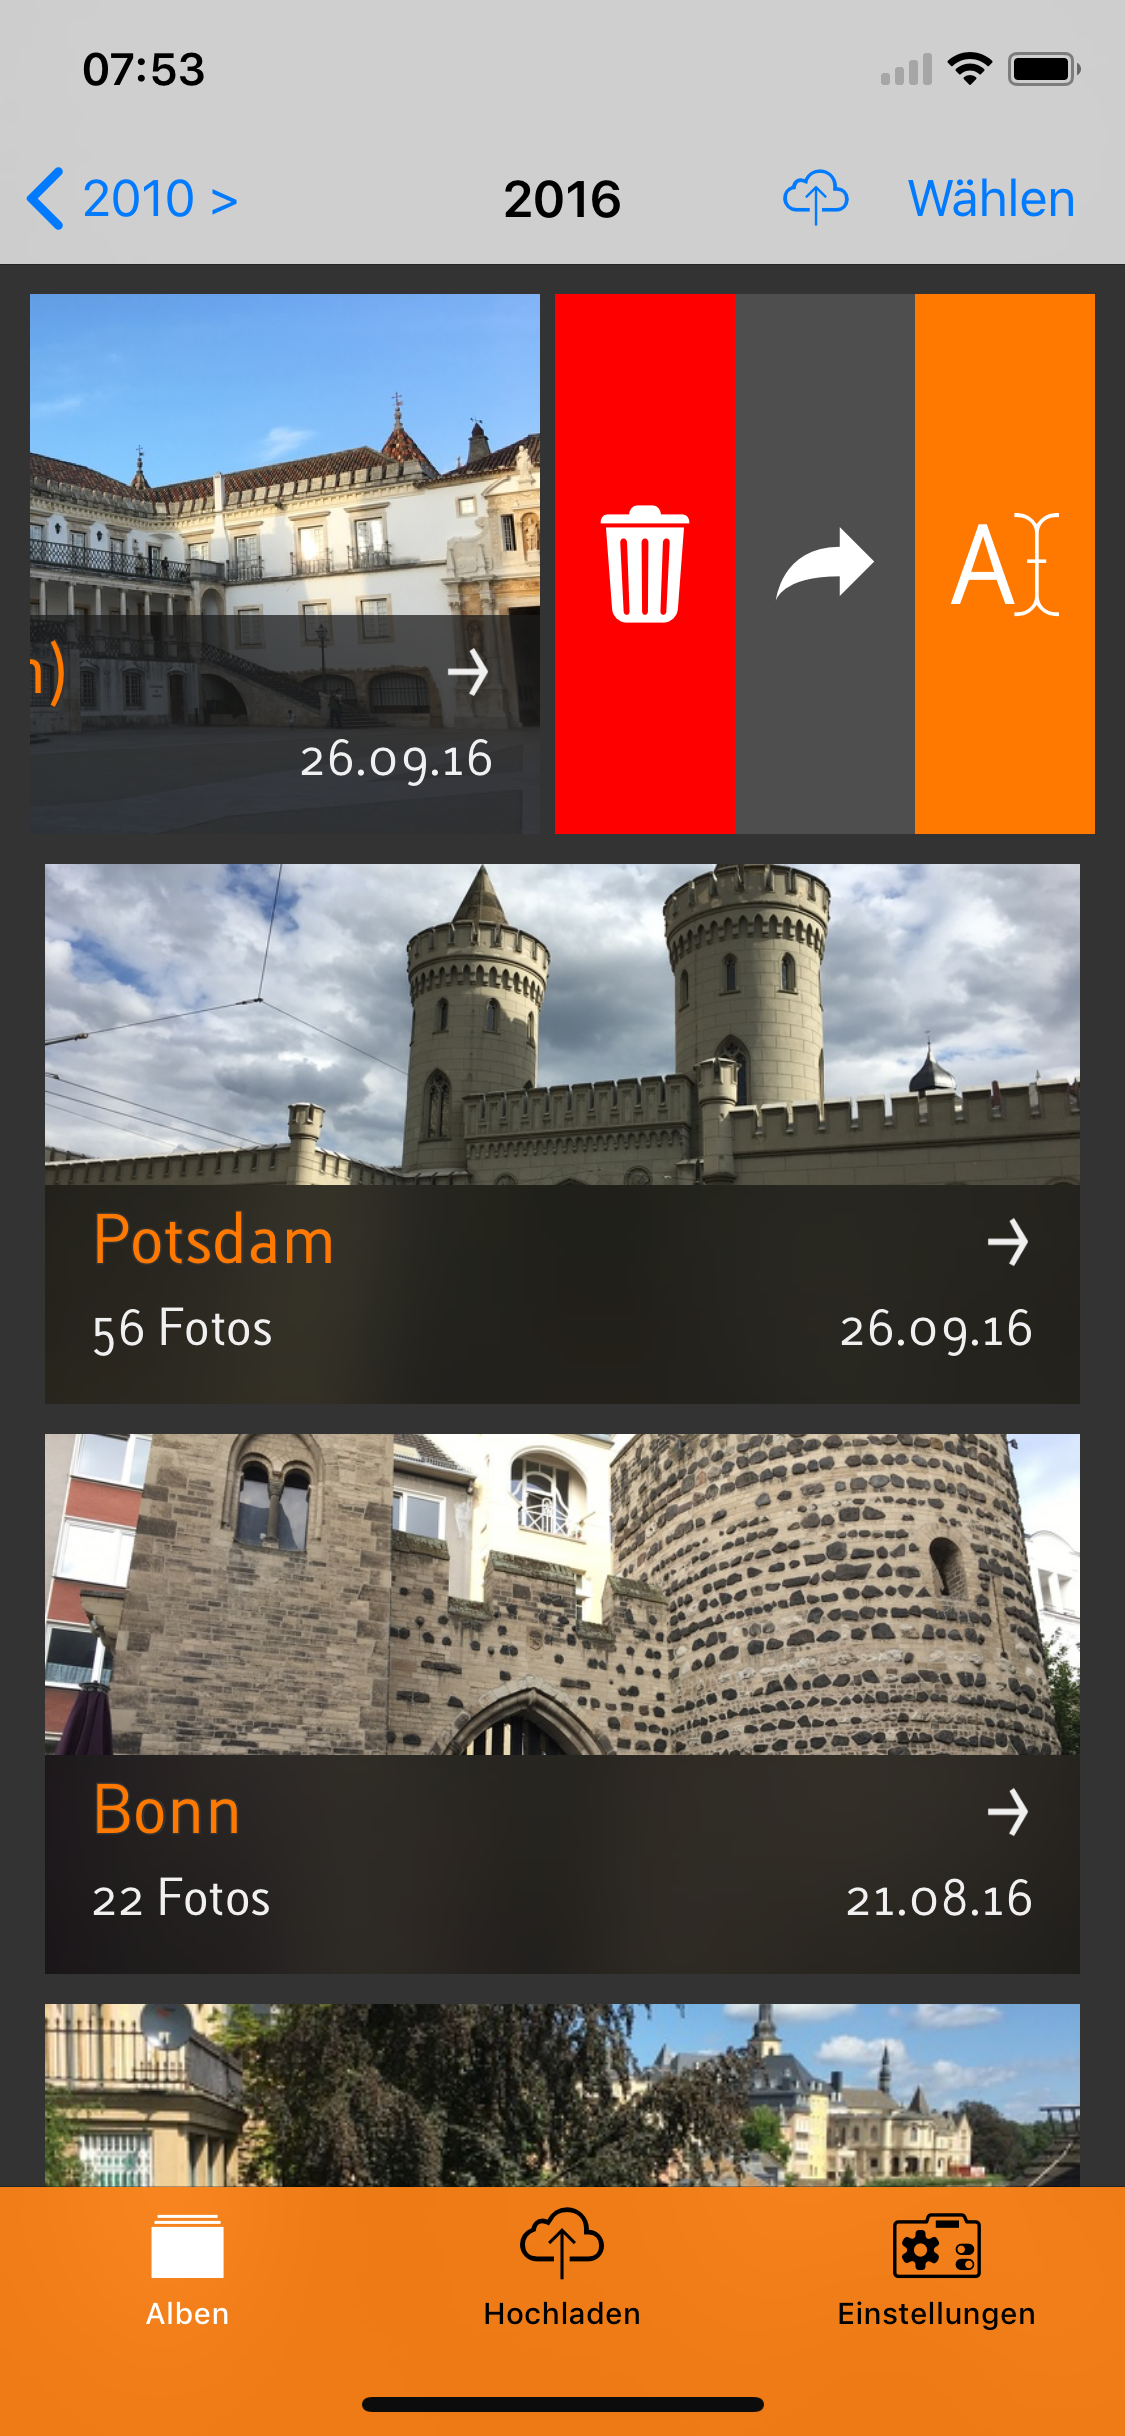 07:53
2010 >
2016
Wählen
n)
26.09.16
Potsdam
56 Fotos
26.09.16
Bonn
22 Fotos
21.08.16
Alben
Hochladen
Einstellungen